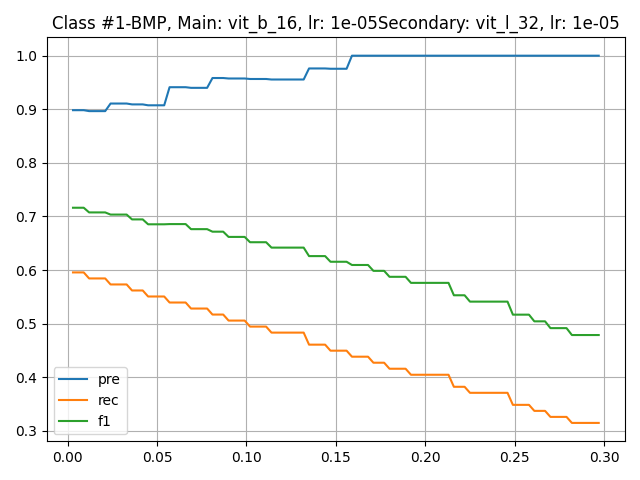 Class #1-BMP, Main: vit_b_16, lr: 1e-05Secondary: vit_l_32, lr: 1e-05
1.0
0.9
0.8
0.7
0.6
0.5
0.4
0.3
pre
rec
f1
0.00 0.05 0.10 0.15 0.20 0.25 0.30